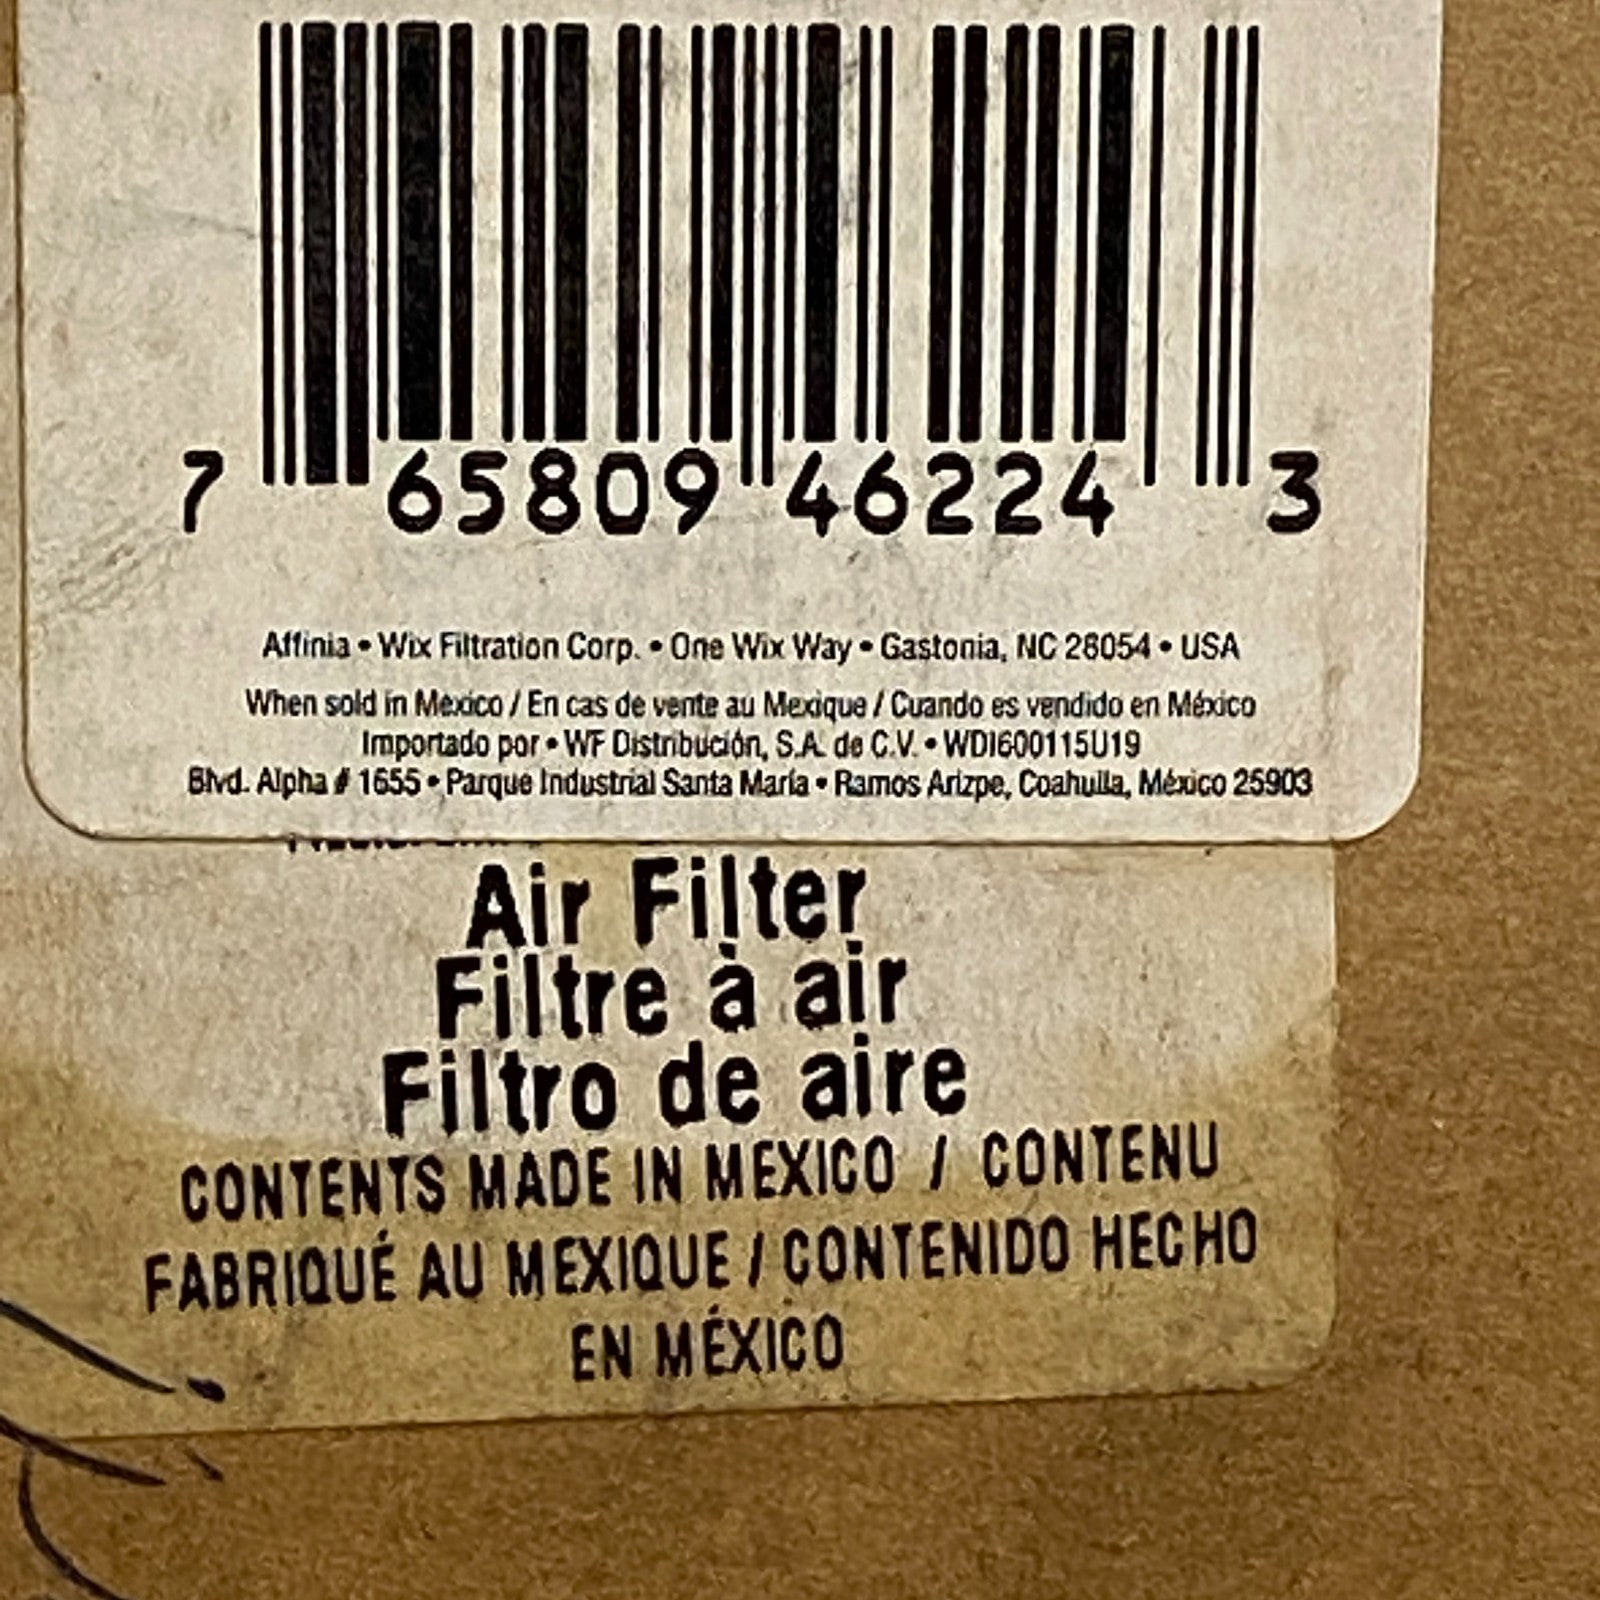 7 65809 46224 3
Affinia • Wix Filtration Corp. • One Wix Way • Gastonia, NC 28054 • USA
When sold in Mexico / En cas de vente au Mexique / Cuando es vendido en México
Importado por • WF Distribución, S.A. de C.V. • WDI600115U19
Blvd. Alpha # 1655 • Parque Industrial Santa María • Ramos Arizpe, Coahuila, México 25903
Air Filter
Filtre à air
Filtro de aire
CONTENTS MADE IN MEXICO / CONTENU
FABRIQUÉ AU MEXIQUE / CONTENIDO HECHO
EN MÉXICO